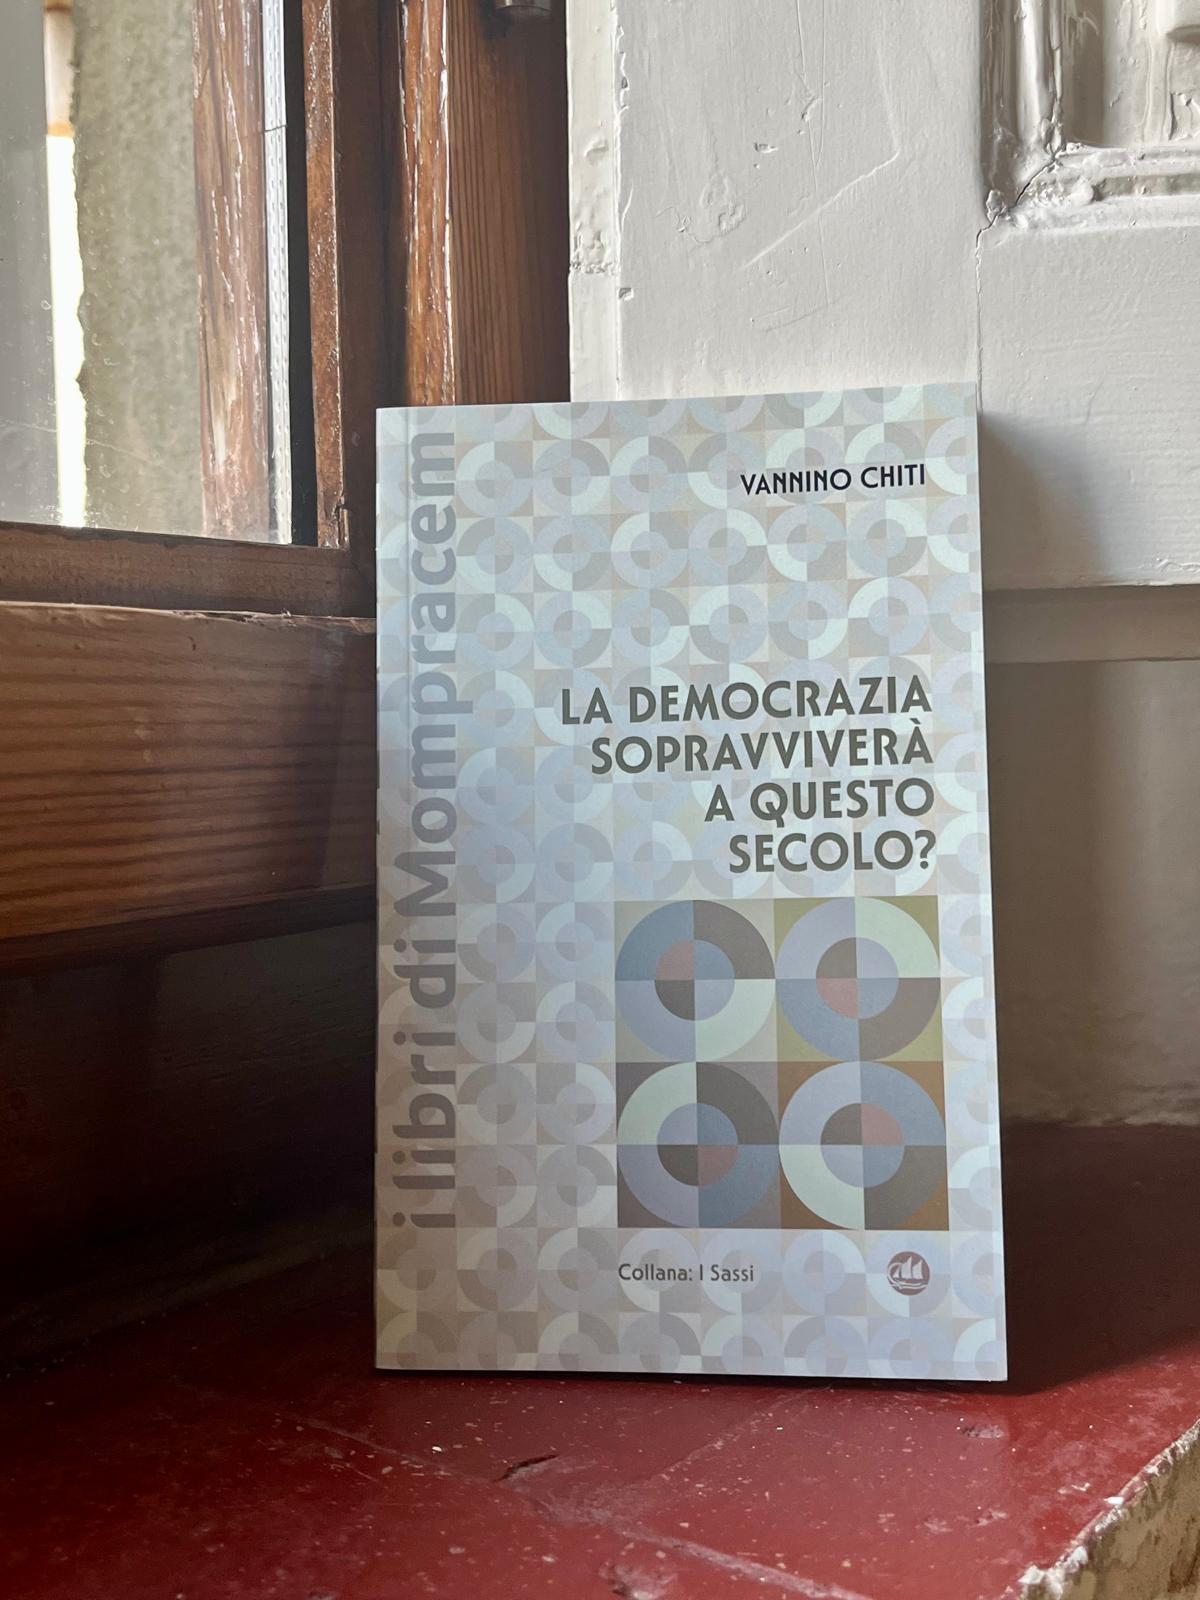 VANNINO CHITI
LA DEMOCRAZIA
SOPRAVVIVERÀ
A QUESTO
SECOLO?
i libri di Mompracem
Collana: I Sassi